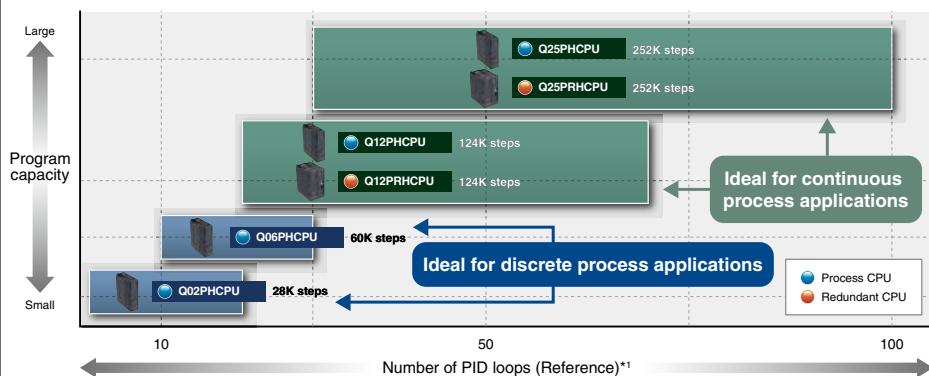 Large
Q25PHCPU 252K steps
Q25PRHCPU 252K steps
Q12PHCPU 124K steps
Q12PRHCPU 124K steps
Program
capacity
Ideal for continuous
process applications
Q06PHCPU 60K steps
Ideal for discrete process applications
Q02PHCPU 28K steps
Process CPU
Redundant CPU
Small
10 50 100
Number of PID loops (Reference)*1